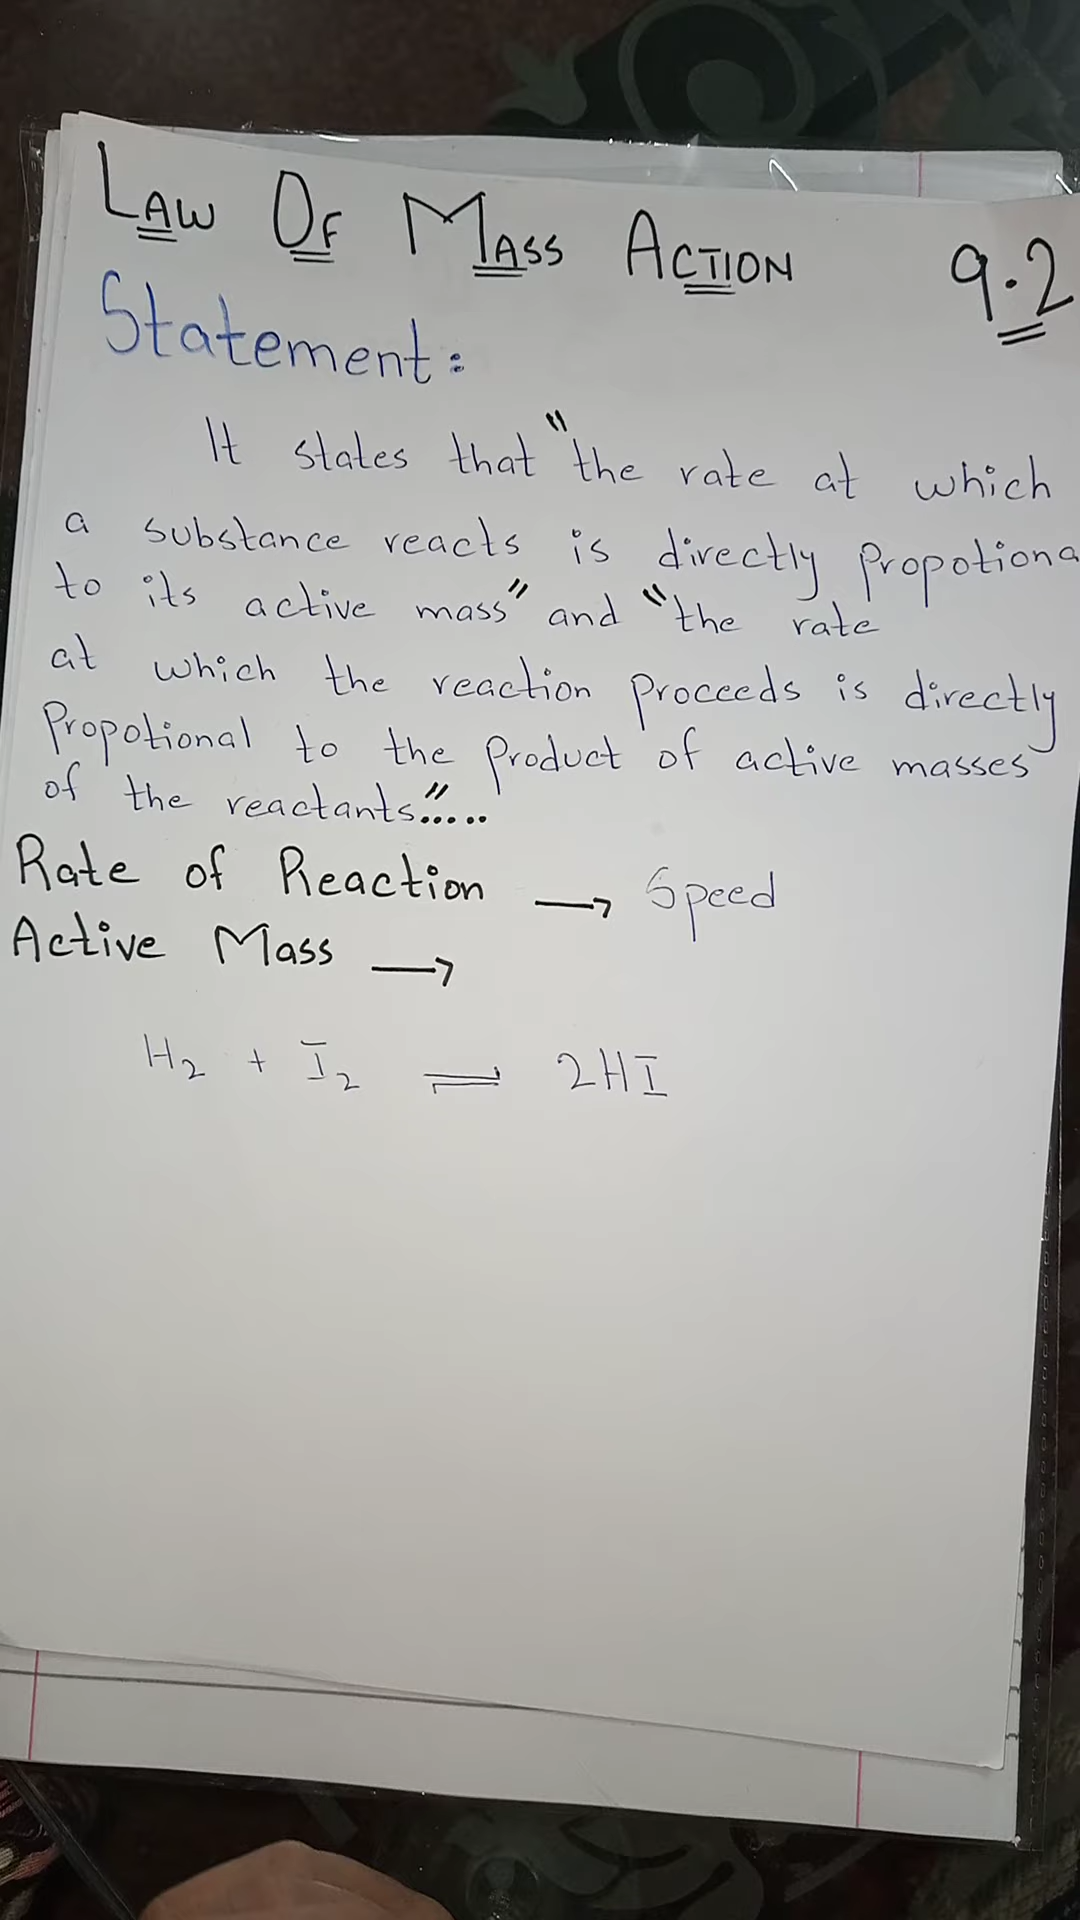 LAW OF MASS ACTION 9.2
Statement:
It states that "the rate at which
a substance reacts is directly Propotiona
to its active mass" and "the rate
at which the reaction Proceeds is directly
Propotional to the Product of active masses
of the reactants".....
Rate of Reaction → Speed
Active Mass →
H₂ + I₂ ⇌ 2HI